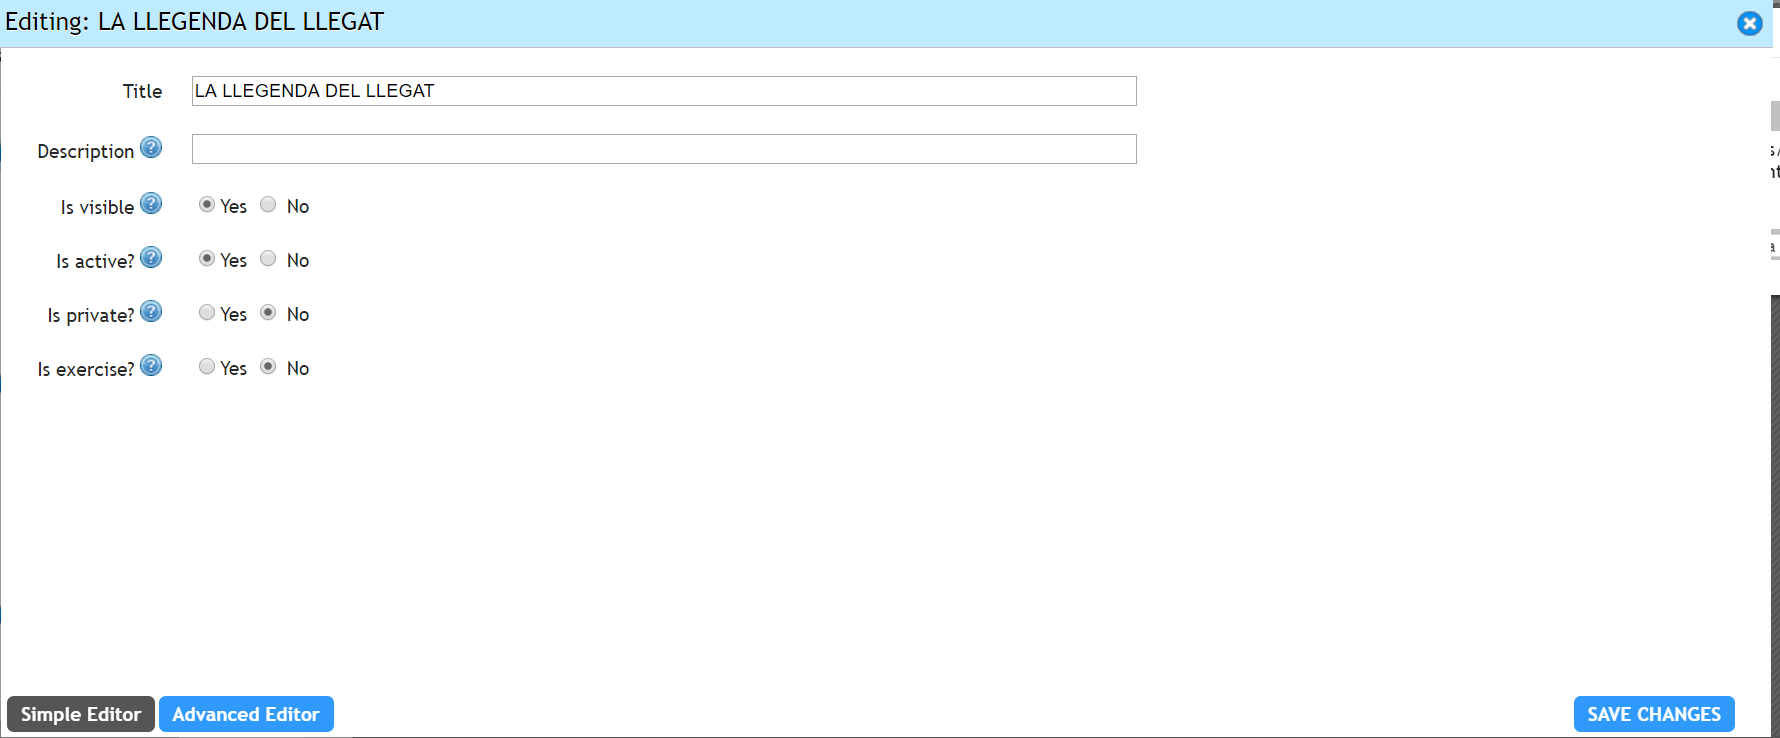 Editing: LA LLEGENDA DEL LLEGAT
Title LA LLEGENDA DEL LLEGAT
Description ?
Is visible ? Yes No
Is active? ? Yes No
Is private? ? Yes No
Is exercise? ? Yes No
Simple Editor Advanced Editor SAVE CHANGES